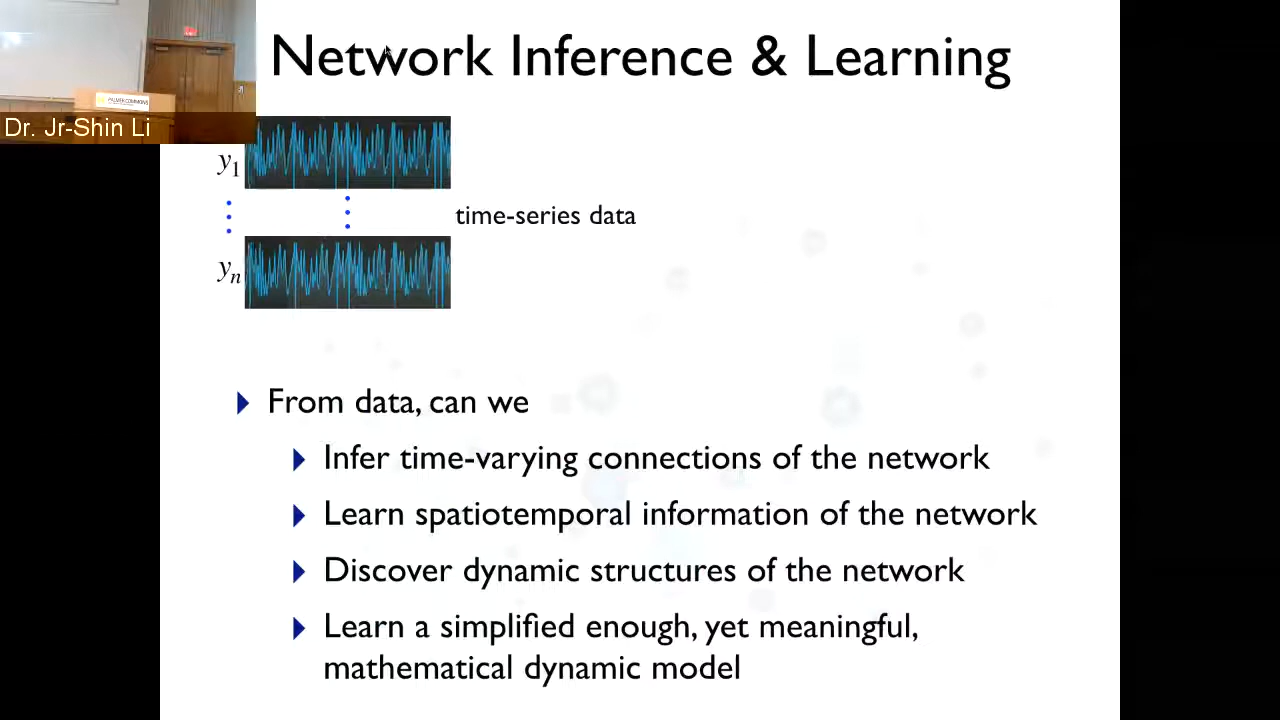 Network Inference & Learning
PALMER COMMONS
Dr. Jr-Shin Li
y1
time-series data
yn
From data, can we
Infer time-varying connections of the network
Learn spatiotemporal information of the network
Discover dynamic structures of the network
Learn a simplified enough, yet meaningful,
mathematical dynamic model